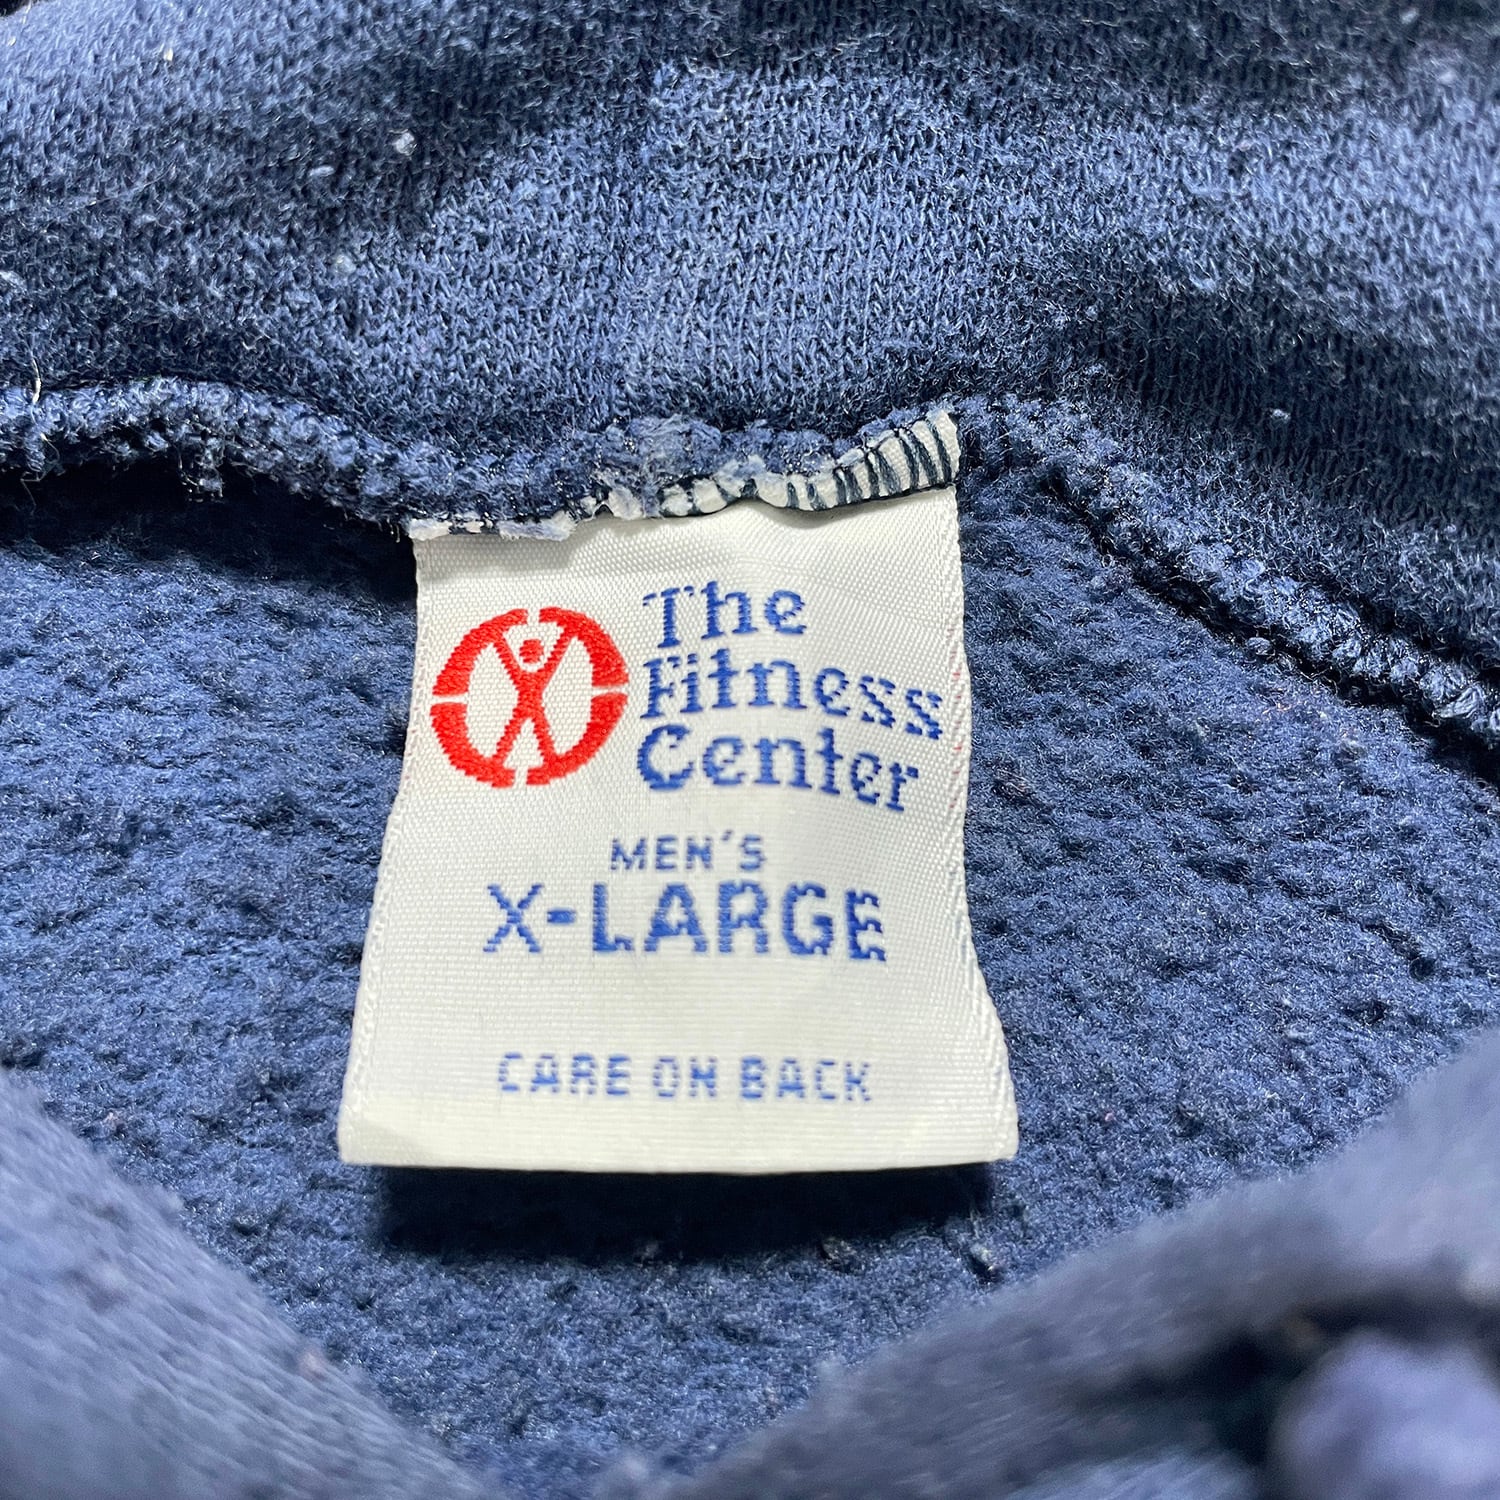 The
Fitness
Center
MEN'S
X-LARGE
CARE ON BACK